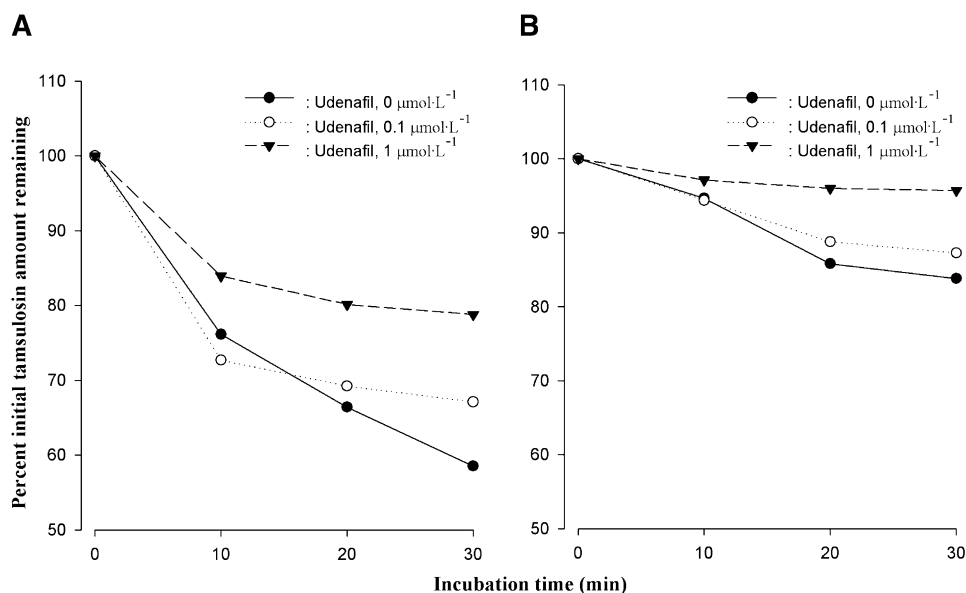 A
B
110
100
90
80
70
60
50
0
10
20
30
: Udenafil, 0 μmol·L⁻¹
: Udenafil, 0.1 μmol·L⁻¹
: Udenafil, 1 μmol·L⁻¹
110
100
90
80
70
60
50
0
10
20
30
: Udenafil, 0 μmol·L⁻¹
: Udenafil, 0.1 μmol·L⁻¹
: Udenafil, 1 μmol·L⁻¹
Percent initial tamsulosin amount remaining
Incubation time (min)